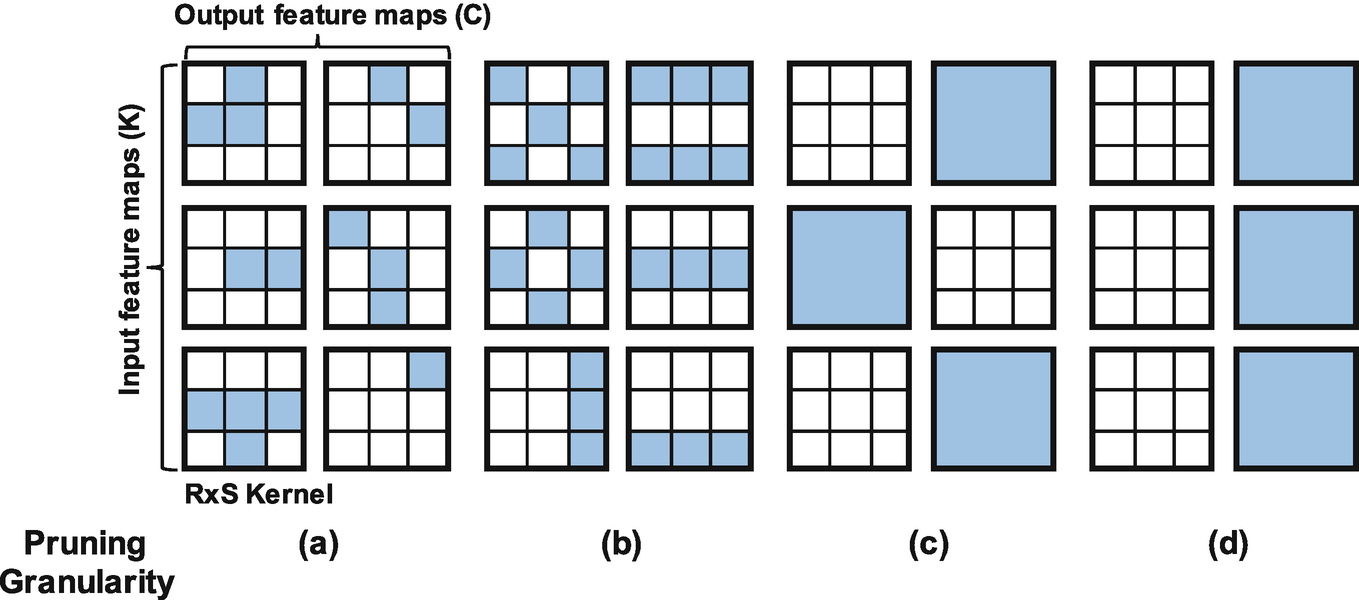 Output feature maps (C)
Input feature maps (K)
RxS Kernel
Pruning
Granularity
(a)
(b)
(c)
(d)